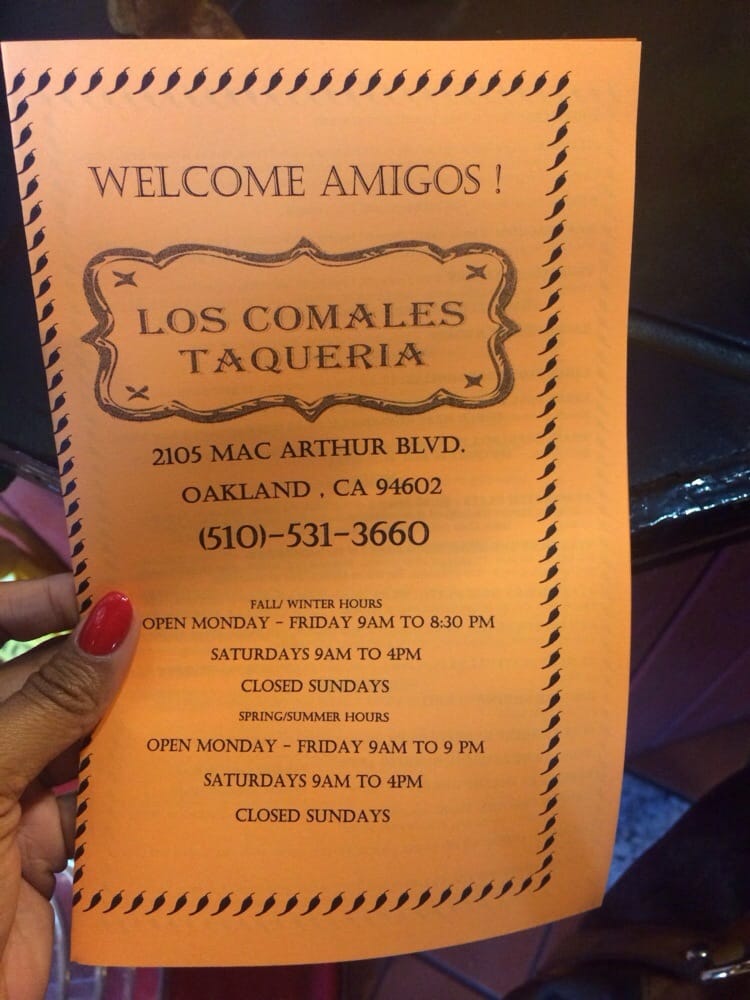 WELCOME AMIGOS !
LOS COMALES
TAQUERIA
2105 MAC ARTHUR BLVD.
OAKLAND , CA 94602
(510)-531-3660
FALL/ WINTER HOURS
OPEN MONDAY - FRIDAY 9AM TO 8:30 PM
SATURDAYS 9AM TO 4PM
CLOSED SUNDAYS
SPRING/SUMMER HOURS
OPEN MONDAY - FRIDAY 9AM TO 9 PM
SATURDAYS 9AM TO 4PM
CLOSED SUNDAYS